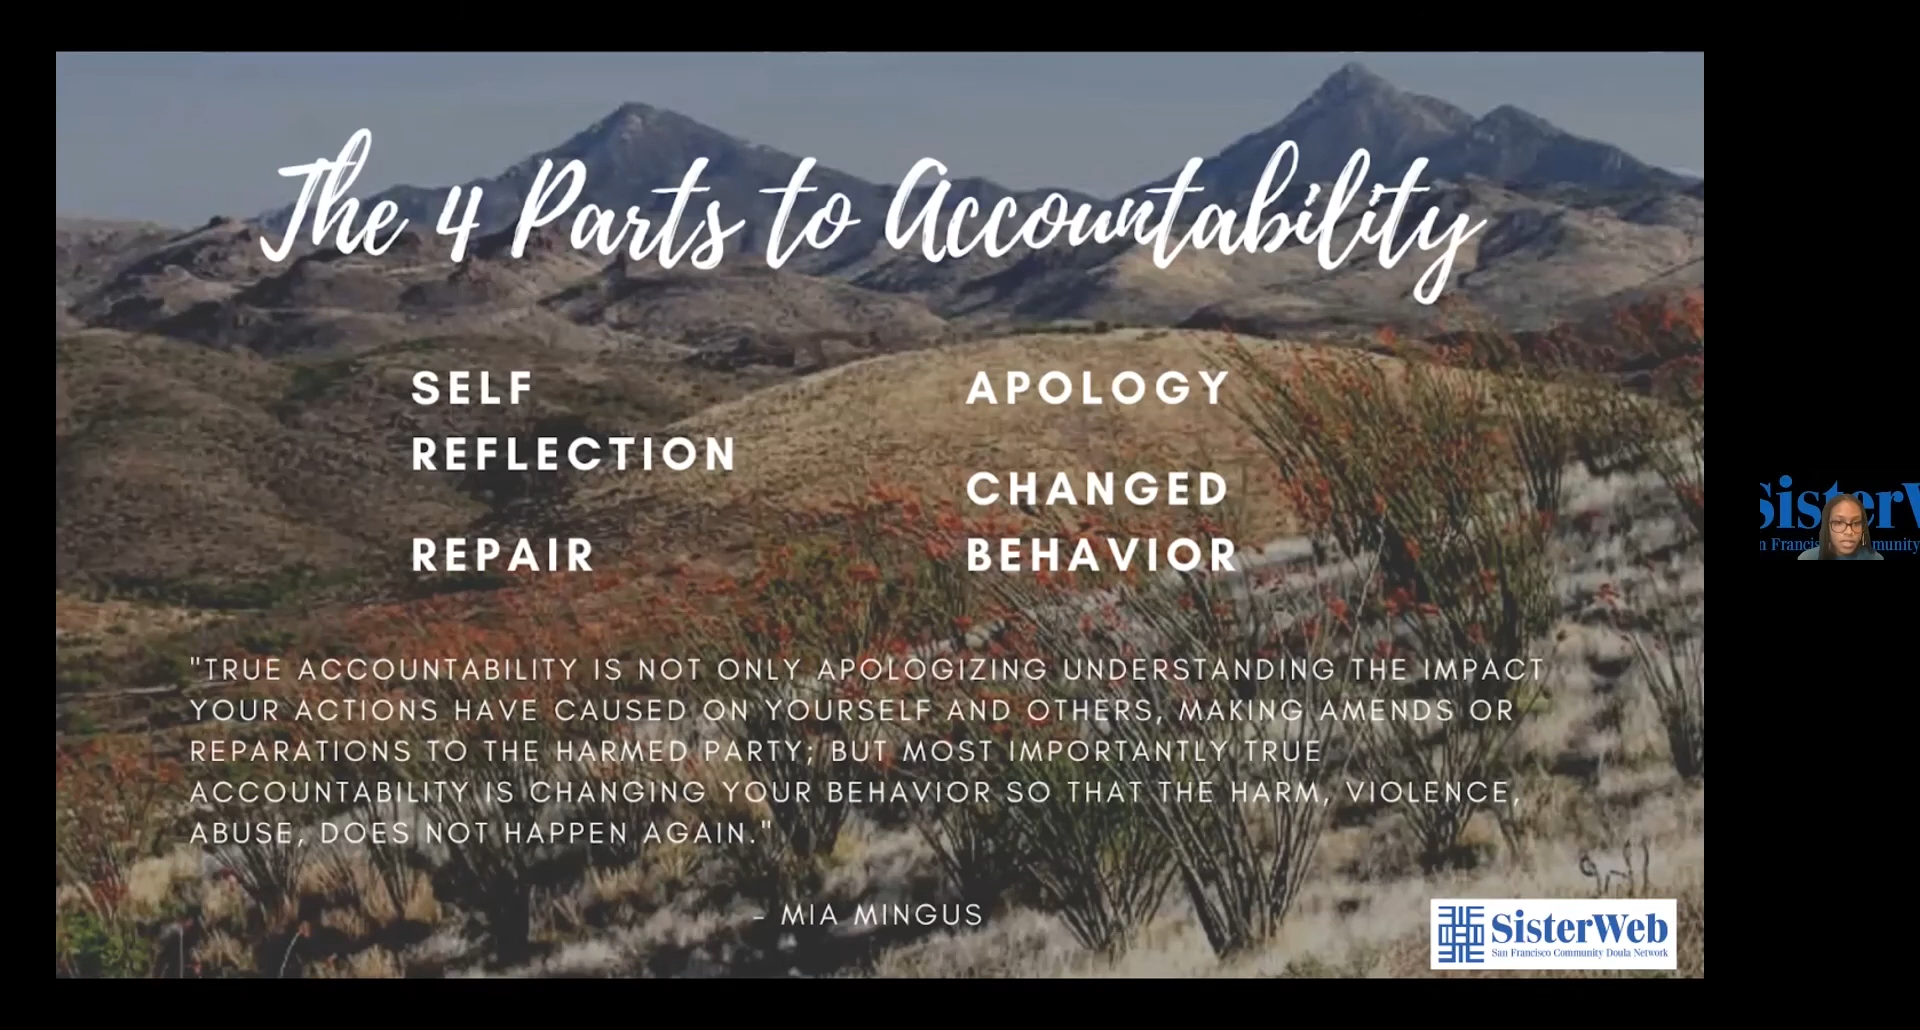 The 4 Parts to Accountability
SELF
REFLECTION
REPAIR
APOLOGY
CHANGED
BEHAVIOR
"TRUE ACCOUNTABILITY IS NOT ONLY APOLOGIZING UNDERSTANDING THE IMPACT
YOUR ACTIONS HAVE CAUSED ON YOURSELF AND OTHERS, MAKING AMENDS OR
REPARATIONS TO THE HARMED PARTY; BUT MOST IMPORTANTLY TRUE
ACCOUNTABILITY IS CHANGING YOUR BEHAVIOR SO THAT THE HARM, VIOLENCE,
ABUSE, DOES NOT HAPPEN AGAIN."
- MIA MINGUS
SisterWeb
San Francisco Community Doula Network